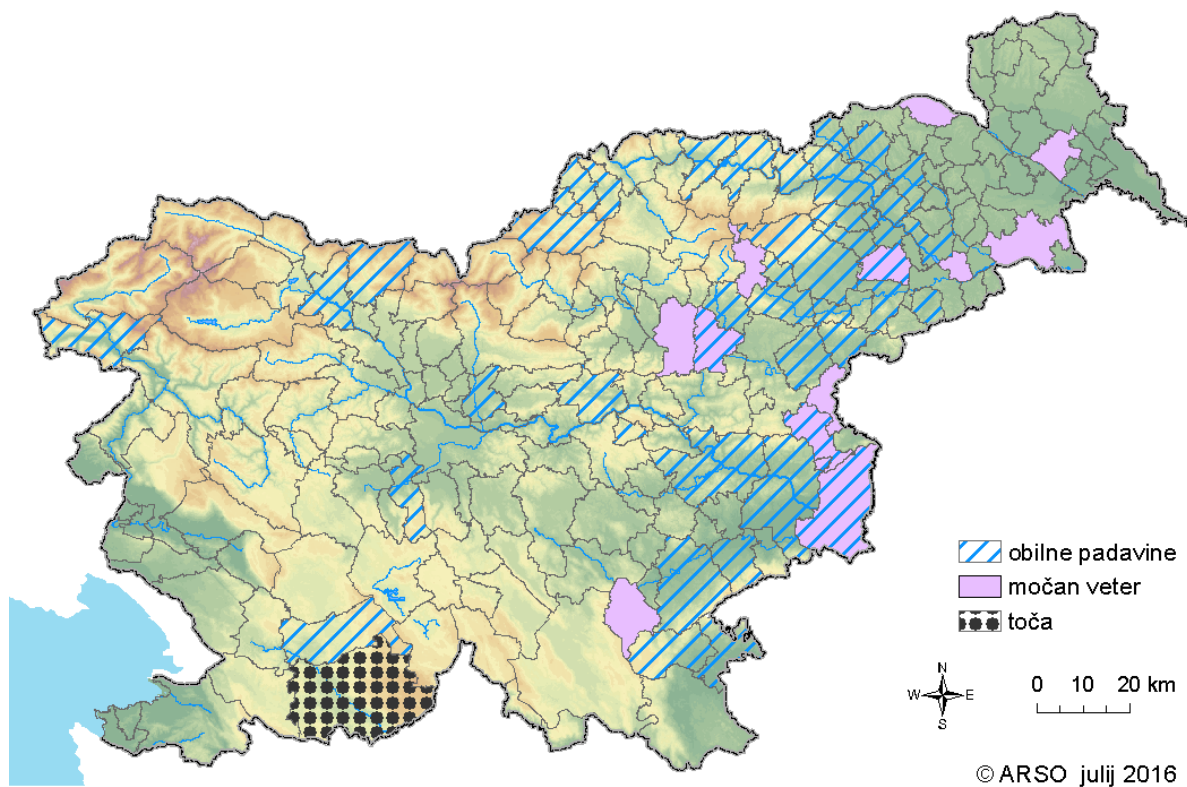 obilne padavine
močan veter
toča
N
W E
S
0 10 20 km
© ARSO julij 2016